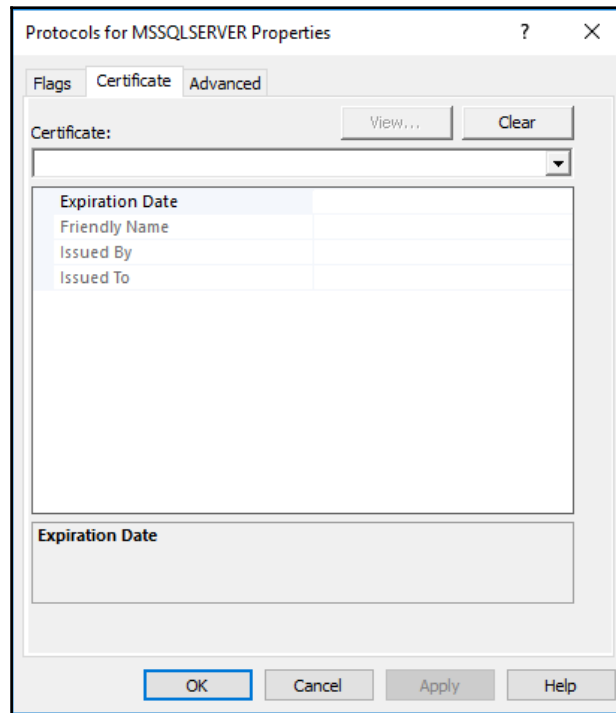 Protocols for MSSQLSERVER Properties ? ×
Flags Certificate Advanced
View... Clear
Certificate:
Expiration Date
Friendly Name
Issued By
Issued To
Expiration Date
OK Cancel Apply Help